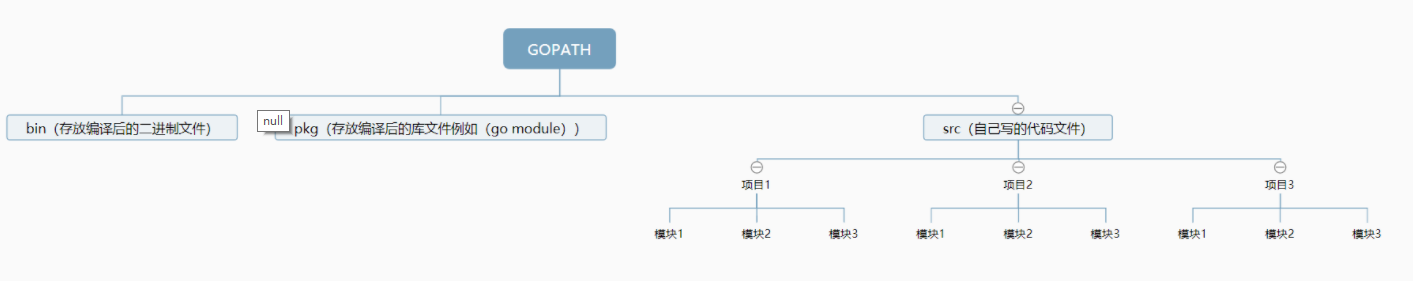 GOPATH
bin（存放编译后的二进制文件）
null
pkg（存放编译后的库文件例如（go module））
src（自己写的代码文件）
项目1
项目2
项目3
模块1
模块2
模块3
模块1
模块2
模块3
模块1
模块2
模块3